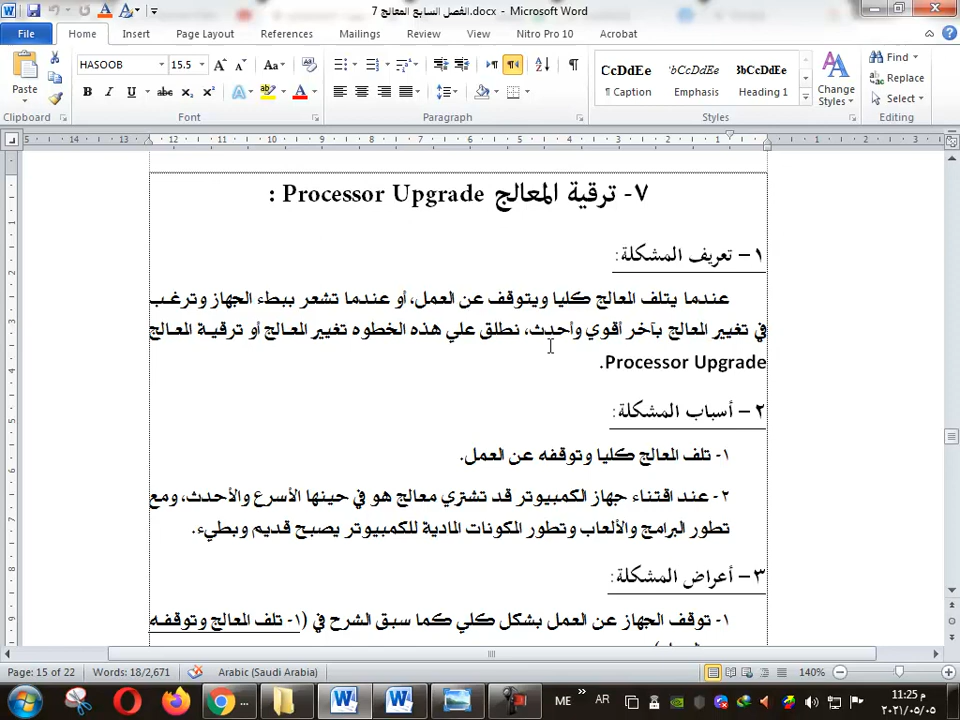 الفصل السابع المعالج 7.docx - Microsoft Word
File Home Insert Page Layout References Mailings Review View Nitro Pro 10 Acrobat
Paste
HASOOB 15.5
CcDdEe CcDdEe bCcDdEe
¶ Caption Emphasis Heading 1
Change Styles
Find
Replace
Select
Clipboard Font Paragraph Styles Editing
٧- ترقية المعالج Processor Upgrade :
١ – تعريف المشكلة:
عندما يتلف المعالج كليا ويتوقف عن العمل، أو عندما تشعر ببطء الجهاز وترغب
في تغيير المعالج بآخر أقوي وأحدث، نطلق علي هذه الخطوه تغيير المعالج أو ترقية المعالج
Processor Upgrade.
٢ – أسباب المشكلة:
١- تلف المعالج كليا وتوقفه عن العمل.
٢- عند اقتناء جهاز الكمبيوتر قد تشتري معالج هو في حينها الأسرع والأحدث، ومع
تطور البرامج والألعاب وتطور المكونات المادية للكمبيوتر يصبح قديم وبطيء.
٣ – أعراض المشكلة:
١- توقف الجهاز عن العمل بشكل كلي كما سبق الشرح في (١- تلف المعالج وتوقفه
Page: 15 of 22 Words: 18/2,671 Arabic (Saudi Arabia) 140%
ME AR
11:25 م
٢٠٢١/٠٥/٠٥